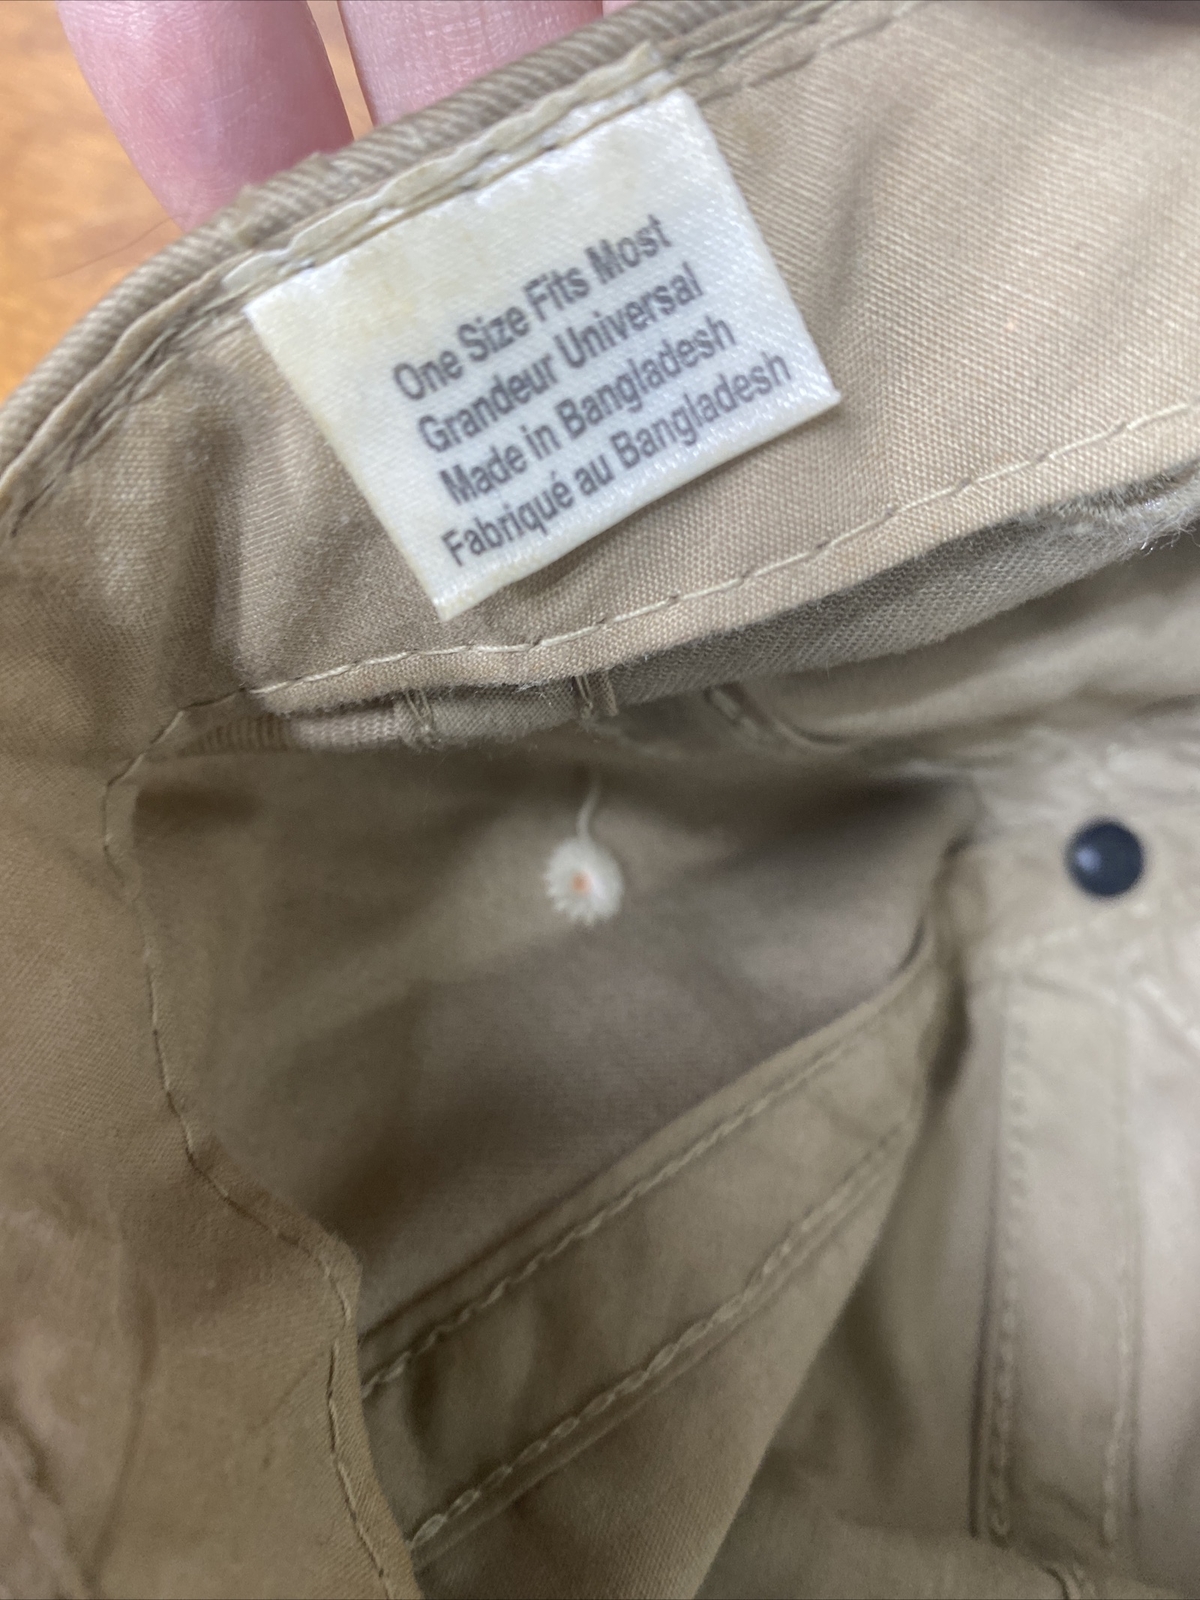 One Size Fits Most
Grandeur Universal
Made in Bangladesh
Fabriqué au Bangladesh